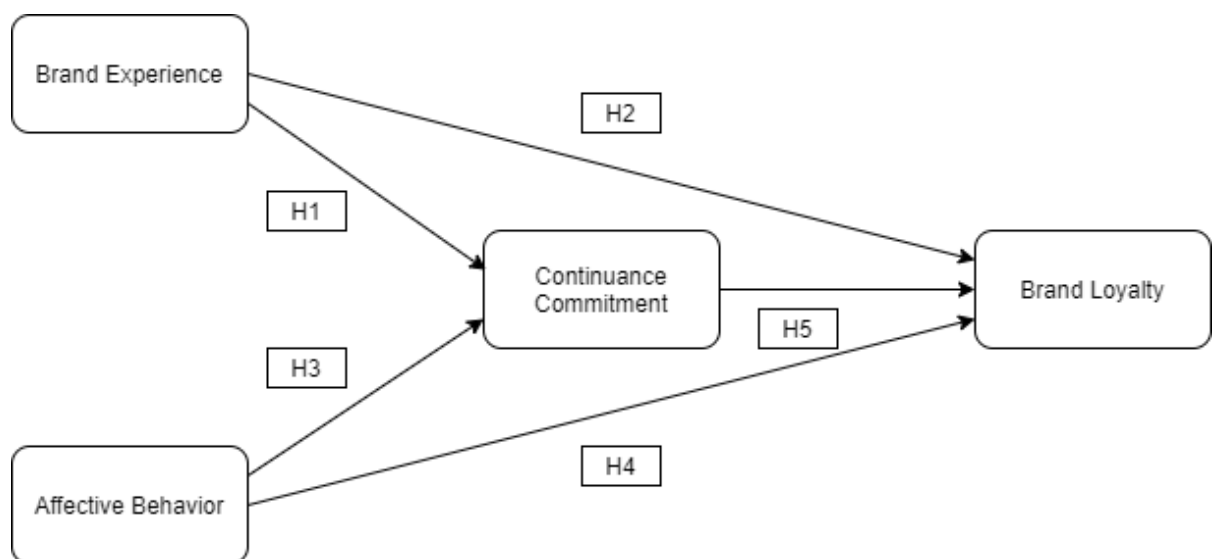 Brand Experience
H2
H1
Continuance
Commitment
Brand Loyalty
H5
H3
H4
Affective Behavior